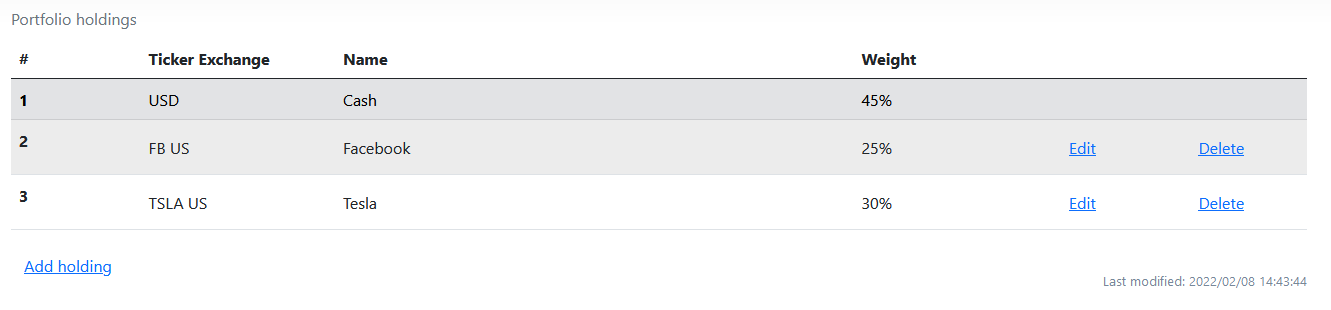 Portfolio holdings
# Ticker Exchange Name Weight
1 USD Cash 45%
2 FB US Facebook 25% Edit Delete
3 TSLA US Tesla 30% Edit Delete
Add holding
Last modified: 2022/02/08 14:43:44